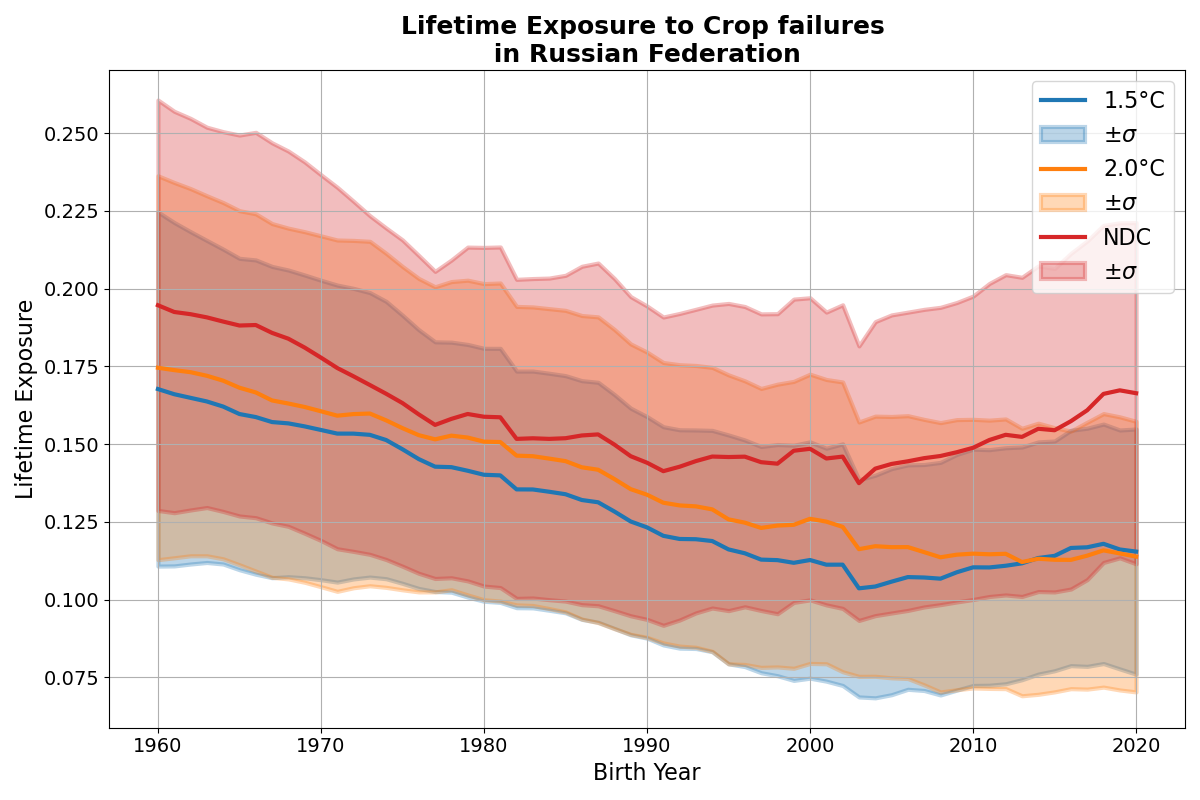 Lifetime Exposure to Crop failures
in Russian Federation
Lifetime Exposure
0.250
0.225
0.200
0.175
0.150
0.125
0.100
0.075
1.5°C
±σ
2.0°C
±σ
NDC
±σ
1960 1970 1980 1990 2000 2010 2020
Birth Year